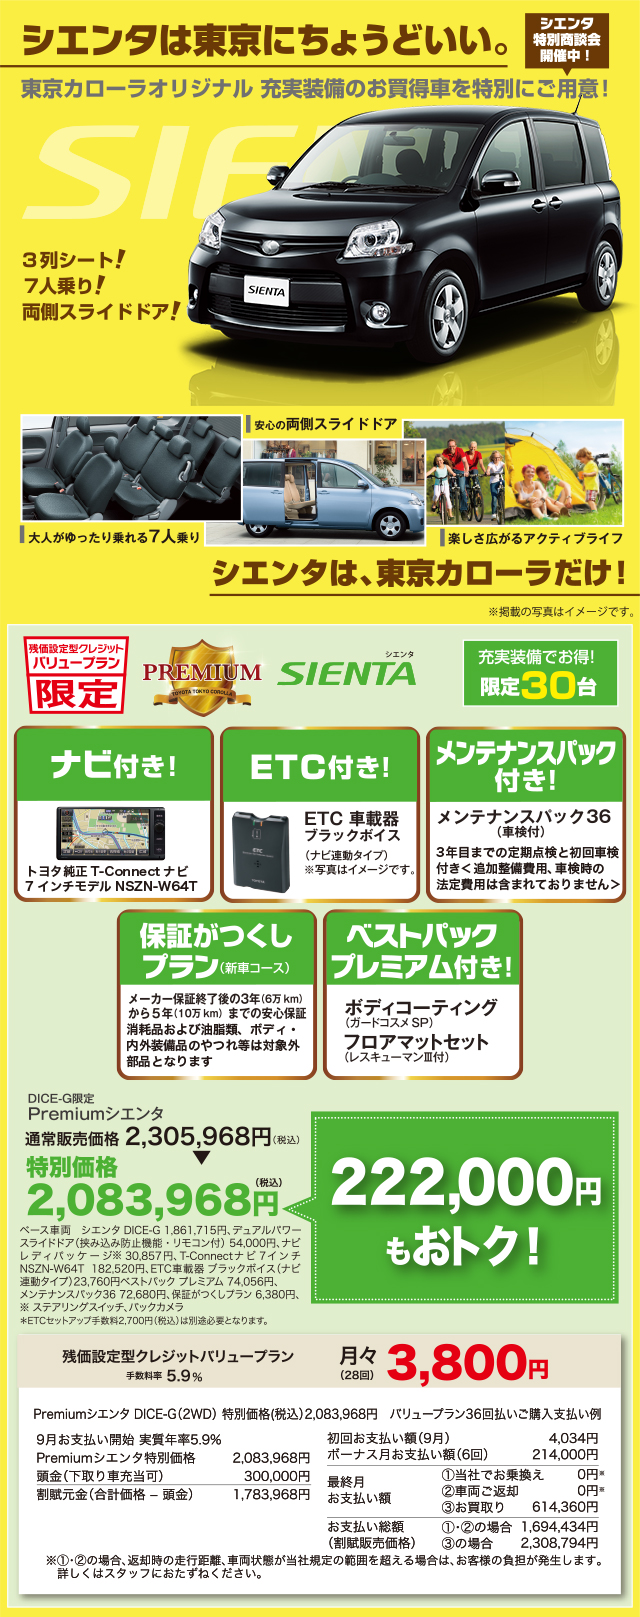 シエンタは東京にちょうどいい。
シエンタ
特別商談会
開催中！
東京カローラオリジナル 充実装備のお買得車を特別にご用意！
SIENTA
3列シート！
7人乗り！
両側スライドドア！
安心の両側スライドドア
大人がゆったり乗れる7人乗り
楽しさ広がるアクティブライフ
シエンタは、東京カローラだけ！
※掲載の写真はイメージです。
残価設定型クレジット
バリュープラン
限定
PREMIUM
TOYOTA TOKYO COROLLA
シエンタ
SIENTA
充実装備でお得！
限定30台
ナビ付き！
トヨタ純正 T-Connect ナビ
7インチモデル NSZN-W64T
ETC付き！
ETC
ETC 車載器
ブラックボイス
（ナビ連動タイプ）
※写真はイメージです。
メンテナンスパック
付き！
メンテナンスパック36
（車検付）
3年目までの定期点検と初回車検
付き＜追加整備費用、車検時の
法定費用は含まれておりません＞
保証がつくし
プラン（新車コース）
メーカー保証終了後の3年（6万km）
から5年（10万km）までの安心保証
消耗品および油脂類、ボディ・
内外装備品のやつれ等は対象外
部品となります
ベストパック
プレミアム付き！
ボディコーティング
（ガードコスメSP）
フロアマットセット
（レスキューマンⅢ付）
DICE-G限定
Premiumシエンタ
通常販売価格 2,305,968円（税込）
▼
特別価格
（税込）
2,083,968円
222,000円
もおトク！
ベース車両　シエンタ DICE-G 1,861,715円、デュアルパワー
スライドドア（挟み込み防止機能・リモコン付）54,000円、ナビ
レディパッケージ※ 30,857円、T-Connectナビ 7インチ
NSZN-W64T 182,520円、ETC車載器 ブラックボイス（ナビ
連動タイプ）23,760円ベストパック プレミアム 74,056円、
メンテナンスパック36 72,680円、保証がつくしプラン 6,380円、
※ ステアリングスイッチ、バックカメラ
＊ETCセットアップ手数料2,700円（税込）は別途必要となります。
残価設定型クレジットバリュープラン
手数料率 5.9％
月々
（28回）
3,800円
Premiumシエンタ DICE-G（2WD） 特別価格（税込）2,083,968円　バリュープラン36回払いご購入支払い例
9月お支払い開始 実質年率5.9%
Premiumシエンタ特別価格 2,083,968円
頭金（下取り車充当可） 300,000円
割賦元金（合計価格 − 頭金） 1,783,968円
初回お支払い額（9月） 4,034円
ボーナス月お支払い額（6回） 214,000円
最終月
お支払い額
①当社でお乗換え 0円※
②車両ご返却 0円※
③お買取り 614,360円
お支払い総額
（割賦販売価格）
①・②の場合 1,694,434円
③の場合 2,308,794円
※①・②の場合、返却時の走行距離、車両状態が当社規定の範囲を超える場合は、お客様の負担が発生します。
詳しくはスタッフにおたずねください。